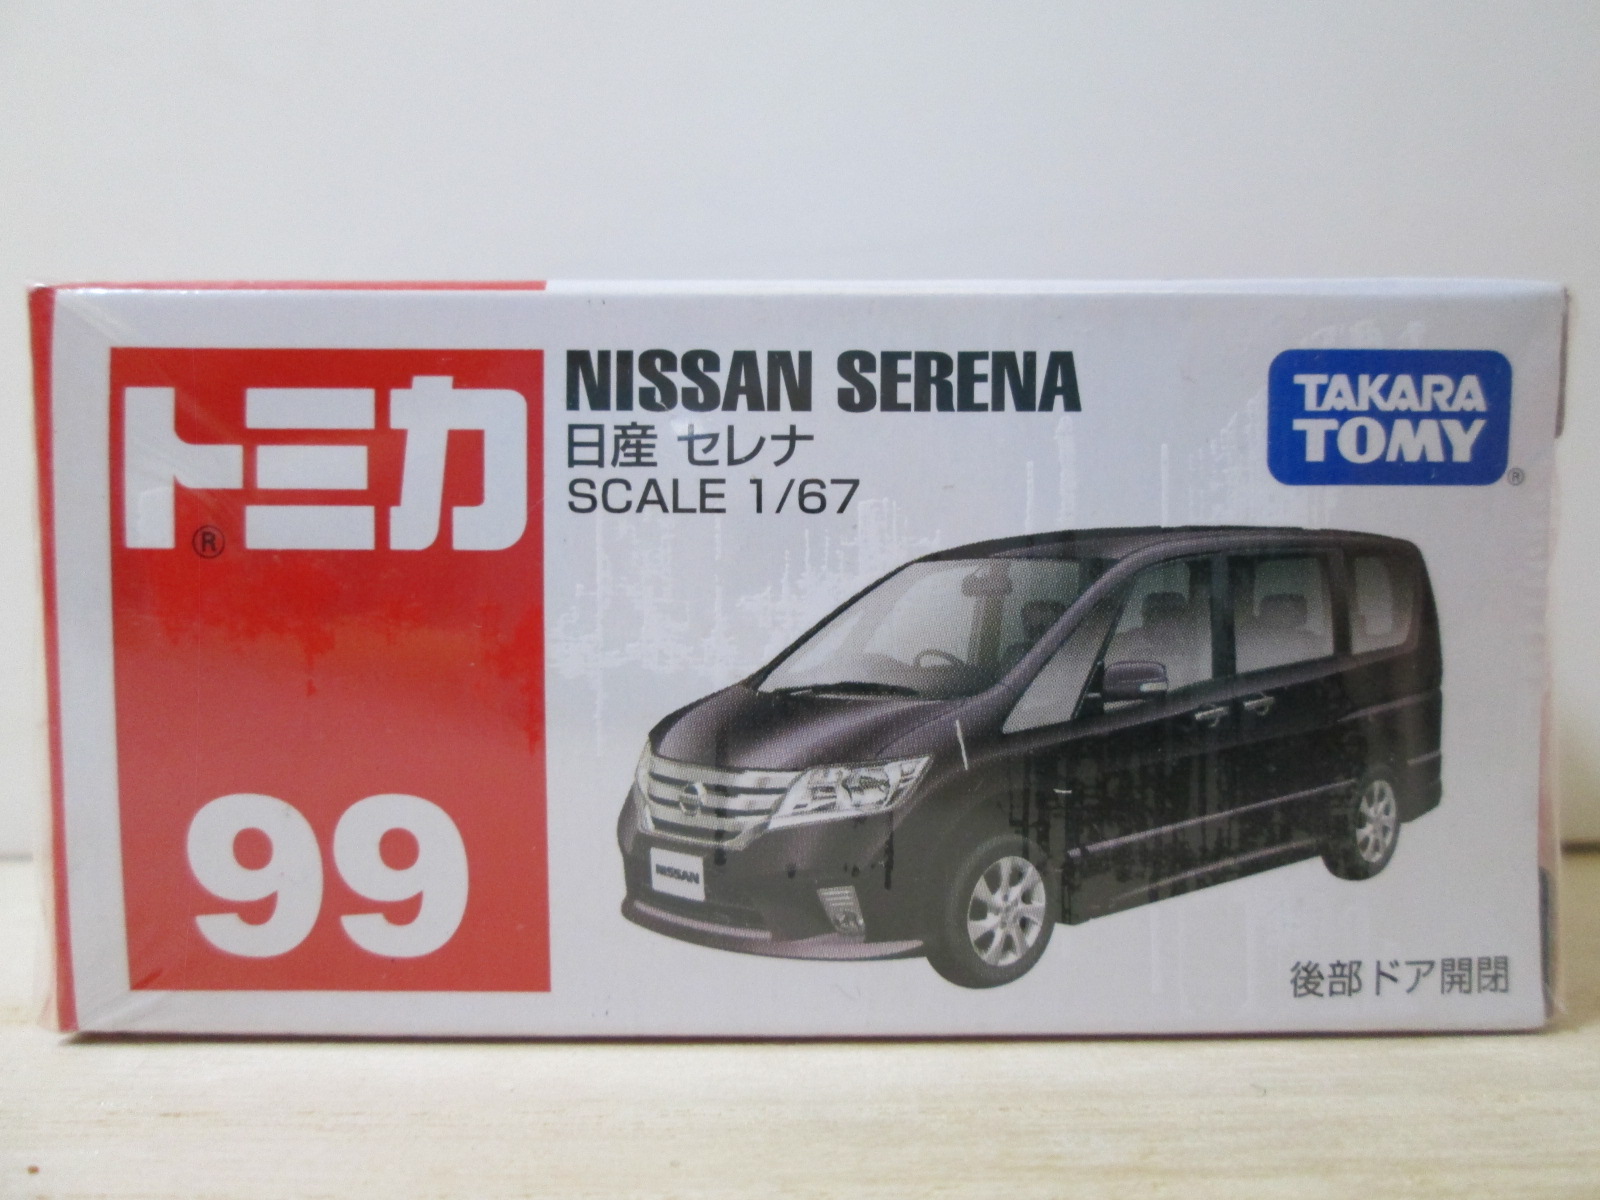 トミカ
®
99
NISSAN SERENA
日産 セレナ
SCALE 1/67
TAKARA
TOMY
®
NISSAN
後部ドア開閉